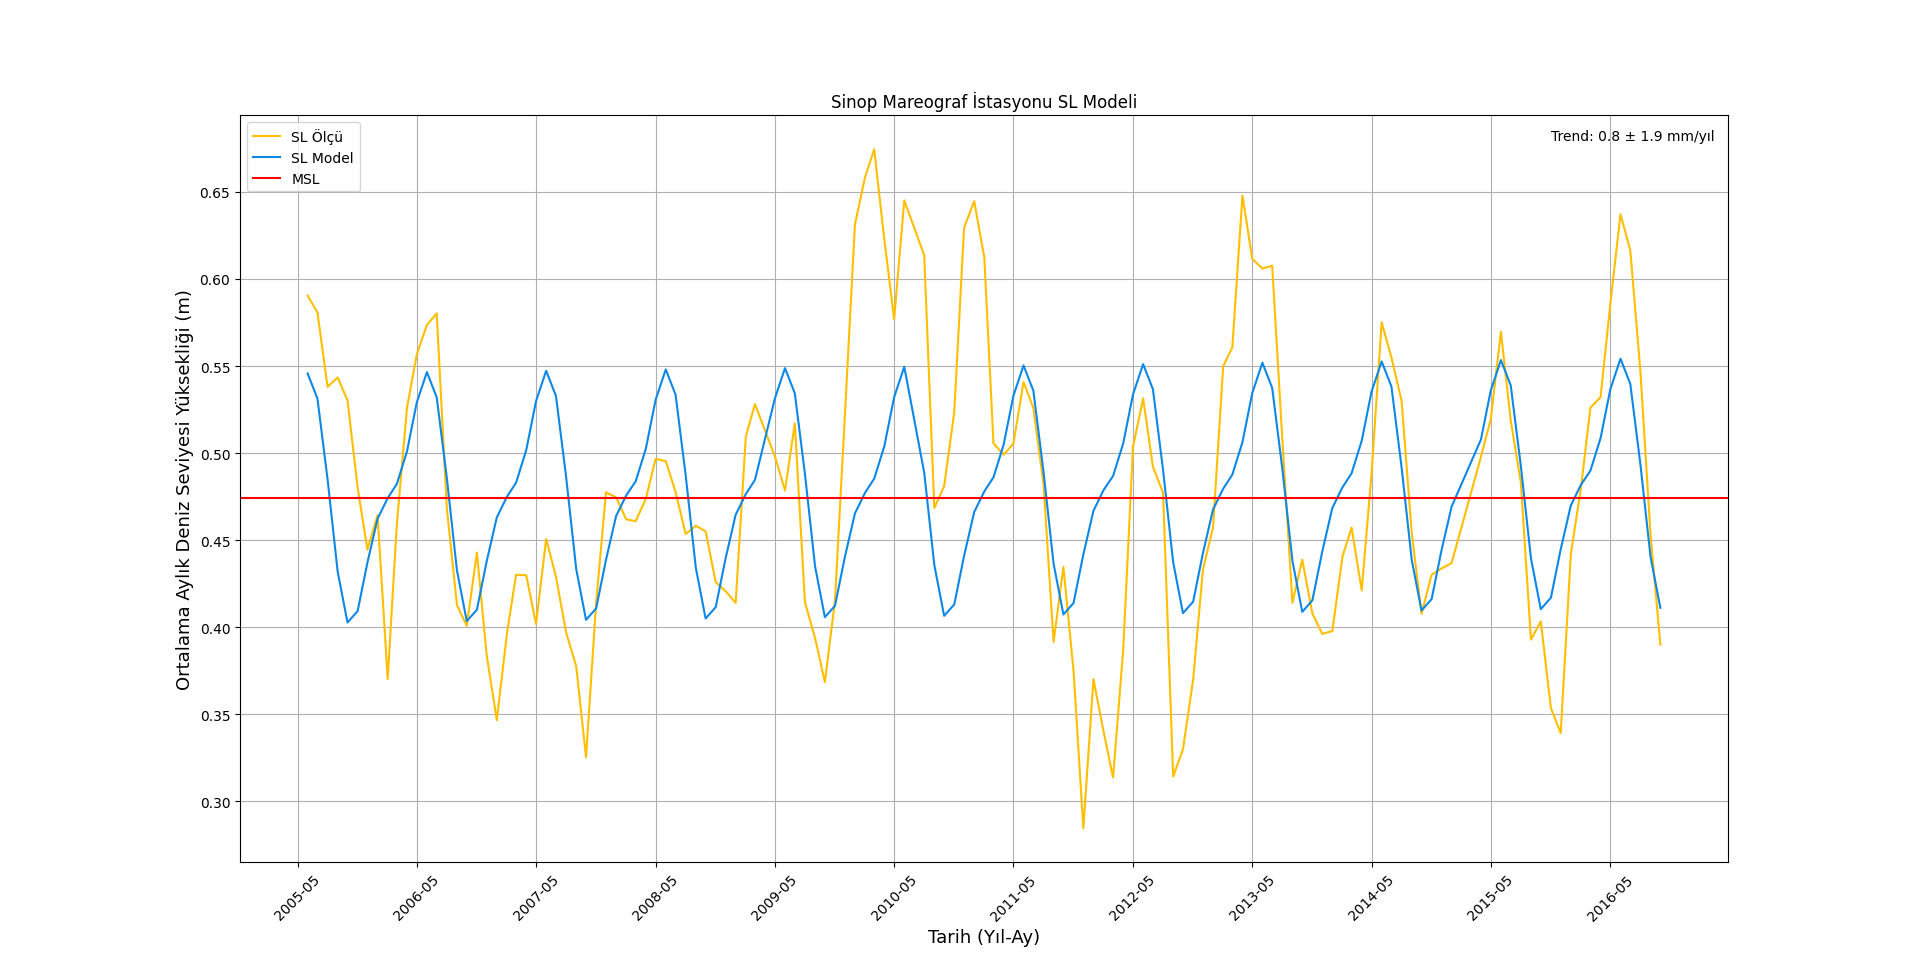 Sinop Mareograf İstasyonu SL Modeli
SL Ölçü
SL Model
MSL
Trend: 0.8 ± 1.9 mm/yıl
Ortalama Aylık Deniz Seviyesi Yüksekliği (m)
0.65
0.60
0.55
0.50
0.45
0.40
0.35
0.30
2005-05
2006-05
2007-05
2008-05
2009-05
2010-05
2011-05
2012-05
2013-05
2014-05
2015-05
2016-05
Tarih (Yıl-Ay)